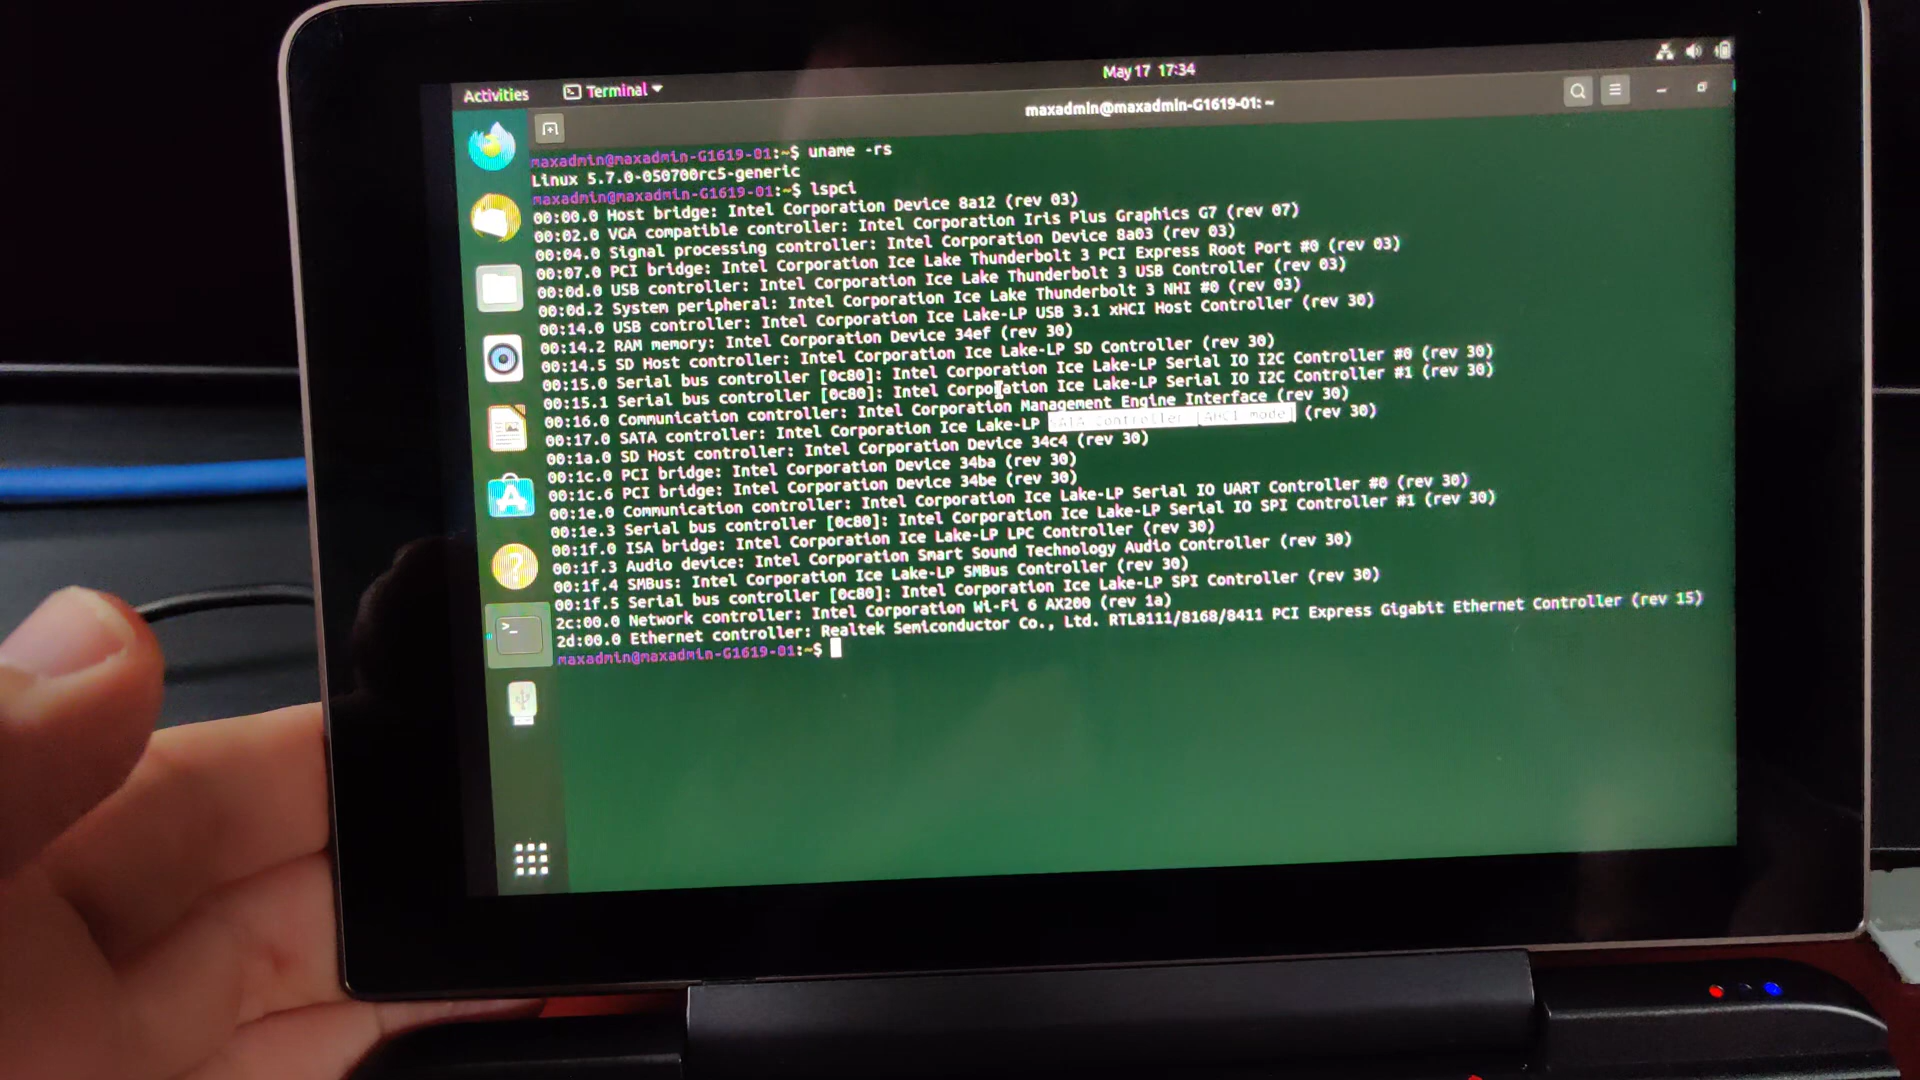 May 17 17:34
Activities
Terminal
maxadmin@maxadmin-G1619-01: ~
maxadmin@maxadmin-G1619-01:~$ uname -rs
Linux 5.7.0-050700rc5-generic
maxadmin@maxadmin-G1619-01:~$ lspci
00:00.0 Host bridge: Intel Corporation Device 8a12 (rev 03)
00:02.0 VGA compatible controller: Intel Corporation Iris Plus Graphics G7 (rev 07)
00:04.0 Signal processing controller: Intel Corporation Device 8a03 (rev 03)
00:07.0 PCI bridge: Intel Corporation Ice Lake Thunderbolt 3 PCI Express Root Port #0 (rev 03)
00:0d.0 USB controller: Intel Corporation Ice Lake Thunderbolt 3 USB Controller (rev 03)
00:0d.2 System peripheral: Intel Corporation Ice Lake Thunderbolt 3 NHI #0 (rev 03)
00:14.0 USB controller: Intel Corporation Ice Lake-LP USB 3.1 xHCI Host Controller (rev 30)
00:14.2 RAM memory: Intel Corporation Device 34ef (rev 30)
00:14.5 SD Host controller: Intel Corporation Ice Lake-LP SD Controller (rev 30)
00:15.0 Serial bus controller [0c80]: Intel Corporation Ice Lake-LP Serial IO I2C Controller #0 (rev 30)
00:15.1 Serial bus controller [0c80]: Intel Corporation Ice Lake-LP Serial IO I2C Controller #1 (rev 30)
00:16.0 Communication controller: Intel Corporation Management Engine Interface (rev 30)
00:17.0 SATA controller: Intel Corporation Ice Lake-LP SATA Controller [AHCI mode] (rev 30)
00:1a.0 SD Host controller: Intel Corporation Device 34c4 (rev 30)
00:1c.0 PCI bridge: Intel Corporation Device 34ba (rev 30)
00:1c.6 PCI bridge: Intel Corporation Device 34be (rev 30)
00:1e.0 Communication controller: Intel Corporation Ice Lake-LP Serial IO UART Controller #0 (rev 30)
00:1e.3 Serial bus controller [0c80]: Intel Corporation Ice Lake-LP Serial IO SPI Controller #1 (rev 30)
00:1f.0 ISA bridge: Intel Corporation Ice Lake-LP LPC Controller (rev 30)
00:1f.3 Audio device: Intel Corporation Smart Sound Technology Audio Controller (rev 30)
00:1f.4 SMBus: Intel Corporation Ice Lake-LP SMBus Controller (rev 30)
00:1f.5 Serial bus controller [0c80]: Intel Corporation Ice Lake-LP SPI Controller (rev 30)
2c:00.0 Network controller: Intel Corporation Wi-Fi 6 AX200 (rev 1a)
2d:00.0 Ethernet controller: Realtek Semiconductor Co., Ltd. RTL8111/8168/8411 PCI Express Gigabit Ethernet Controller (rev 15)
maxadmin@maxadmin-G1619-01:~$